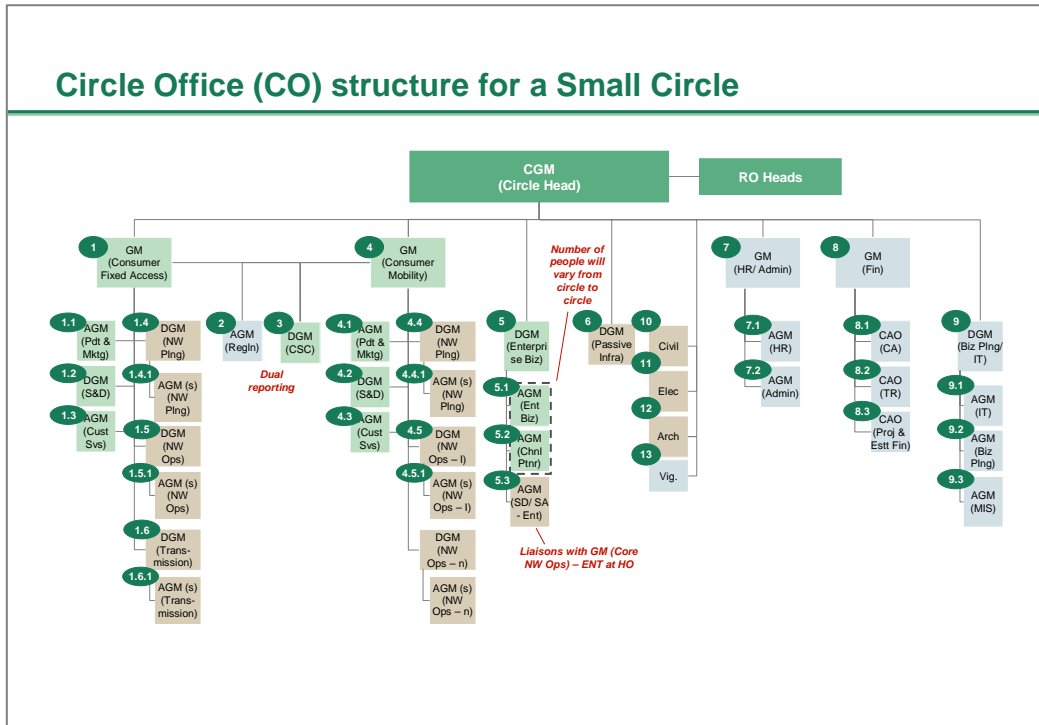 Circle Office (CO) structure for a Small Circle
CGM
(Circle Head)
RO Heads
1
GM
(Consumer
Fixed Access)
4
GM
(Consumer
Mobility)
Number of
people will
vary from
circle to
circle
7
GM
(HR/ Admin)
8
GM
(Fin)
1.1
AGM
(Pdt &
Mktg)
1.2
DGM
(S&D)
1.3
AGM
(Cust
Svs)
1.4
DGM
(NW
Plng)
1.4.1
AGM (s)
(NW
Plng)
1.5
DGM
(NW
Ops)
1.5.1
AGM (s)
(NW
Ops)
1.6
DGM
(Trans-
mission)
1.6.1
AGM (s)
(Trans-
mission)
2
AGM
(Regln)
3
DGM
(CSC)
Dual
reporting
4.1
AGM
(Pdt &
Mktg)
4.2
DGM
(S&D)
4.3
AGM
(Cust
Svs)
4.4
DGM
(NW
Plng)
4.4.1
AGM (s)
(NW
Plng)
4.5
DGM
(NW
Ops – I)
4.5.1
AGM (s)
(NW
Ops – I)
DGM
(NW
Ops – n)
AGM (s)
(NW
Ops – n)
5
DGM
(Enterpri
se Biz)
5.1
AGM
(Ent
Biz)
5.2
AGM
(Chnl
Ptnr)
5.3
AGM
(SD/ SA
- Ent)
Liaisons with GM (Core
NW Ops) – ENT at HO
6
DGM
(Passive
Infra)
10
Civil
11
Elec
12
Arch
13
Vig.
7.1
AGM
(HR)
7.2
AGM
(Admin)
8.1
CAO
(CA)
8.2
CAO
(TR)
8.3
CAO
(Proj &
Estt Fin)
9
DGM
(Biz Plng/
IT)
9.1
AGM
(IT)
9.2
AGM
(Biz
Plng)
9.3
AGM
(MIS)